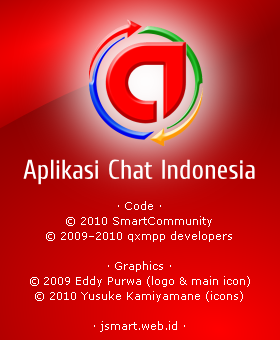 Aplikasi Chat Indonesia
· Code ·
© 2010 SmartCommunity
© 2009-2010 qxmpp developers
· Graphics ·
© 2009 Eddy Purwa (logo & main icon)
© 2010 Yusuke Kamiyamane (icons)
· jsmart.web.id ·